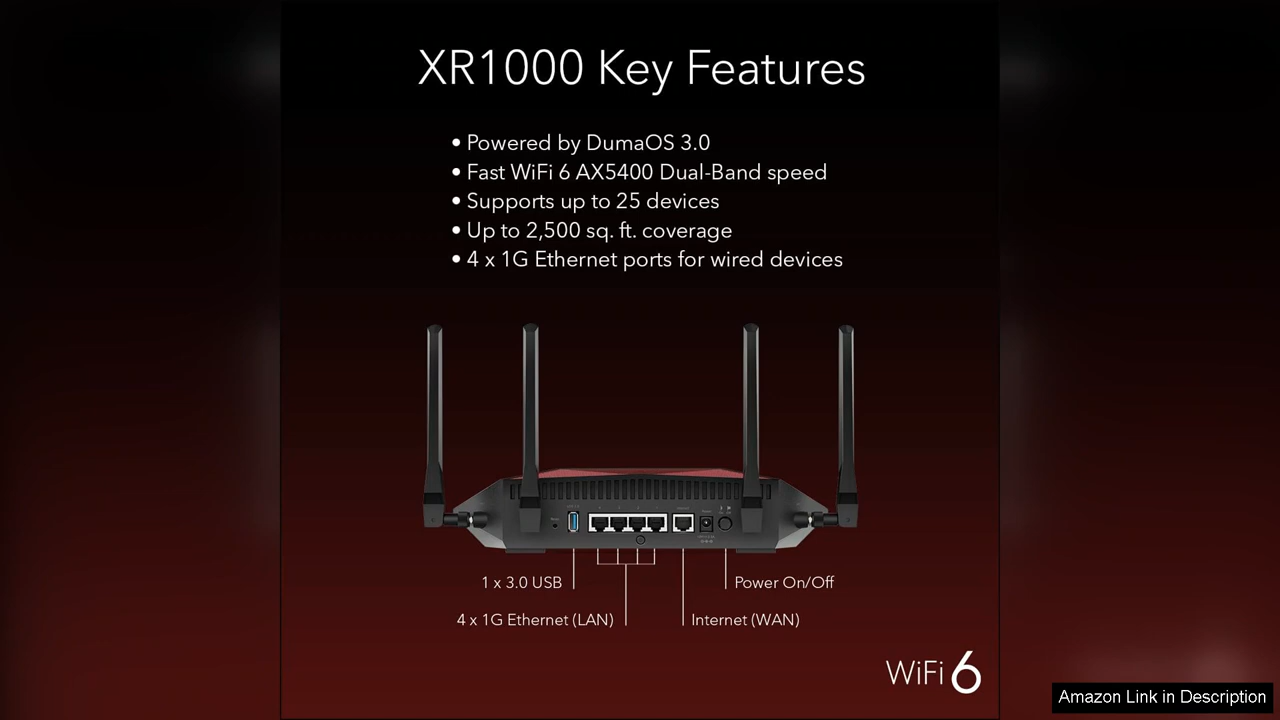 XR1000 Key Features
• Powered by DumaOS 3.0
• Fast WiFi 6 AX5400 Dual-Band speed
• Supports up to 25 devices
• Up to 2,500 sq. ft. coverage
• 4 x 1G Ethernet ports for wired devices
1 x 3.0 USB
Power On/Off
4 x 1G Ethernet (LAN)
Internet (WAN)
WiFi 6
Amazon Link in Description